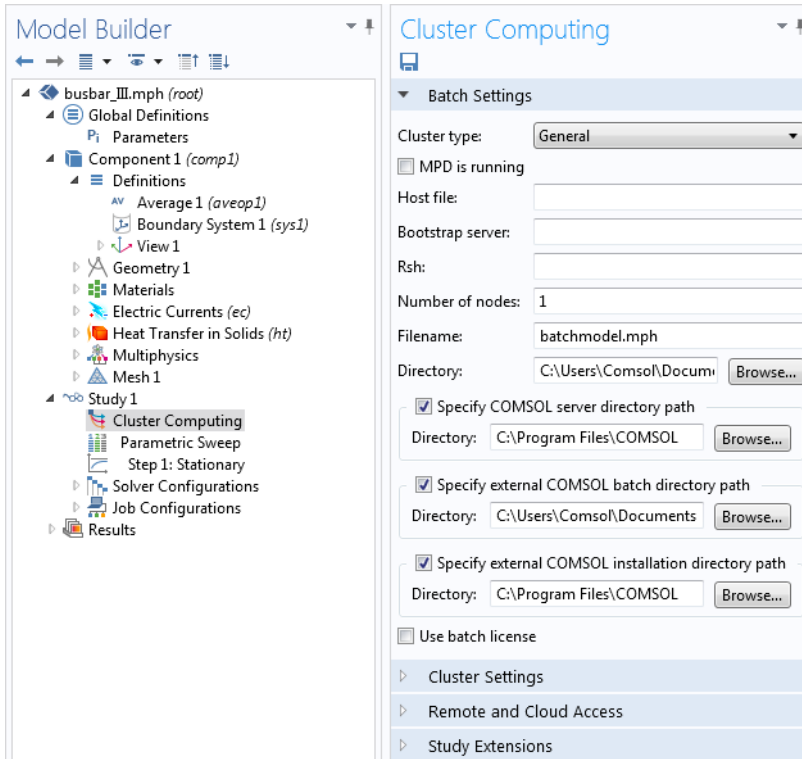 Model Builder
busbar_III.mph (root)
Global Definitions
Pi Parameters
Component 1 (comp1)
Definitions
AV Average 1 (aveop1)
Boundary System 1 (sys1)
View 1
Geometry 1
Materials
Electric Currents (ec)
Heat Transfer in Solids (ht)
Multiphysics
Mesh 1
Study 1
Cluster Computing
Parametric Sweep
Step 1: Stationary
Solver Configurations
Job Configurations
Results
Cluster Computing
Batch Settings
Cluster type: General
MPD is running
Host file:
Bootstrap server:
Rsh:
Number of nodes: 1
Filename: batchmodel.mph
Directory: C:\Users\Comsol\Docume Browse...
Specify COMSOL server directory path
Directory: C:\Program Files\COMSOL Browse...
Specify external COMSOL batch directory path
Directory: C:\Users\Comsol\Documents Browse...
Specify external COMSOL installation directory path
Directory: C:\Program Files\COMSOL Browse...
Use batch license
Cluster Settings
Remote and Cloud Access
Study Extensions